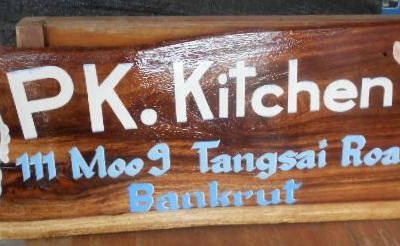 PK. Kitchen
111 Moo 9 Tangsai Roa
Bankrut